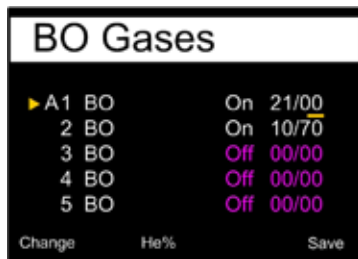 BO Gases
A1 BO On 21/00
2 BO On 10/70
3 BO Off 00/00
4 BO Off 00/00
5 BO Off 00/00
Change He% Save